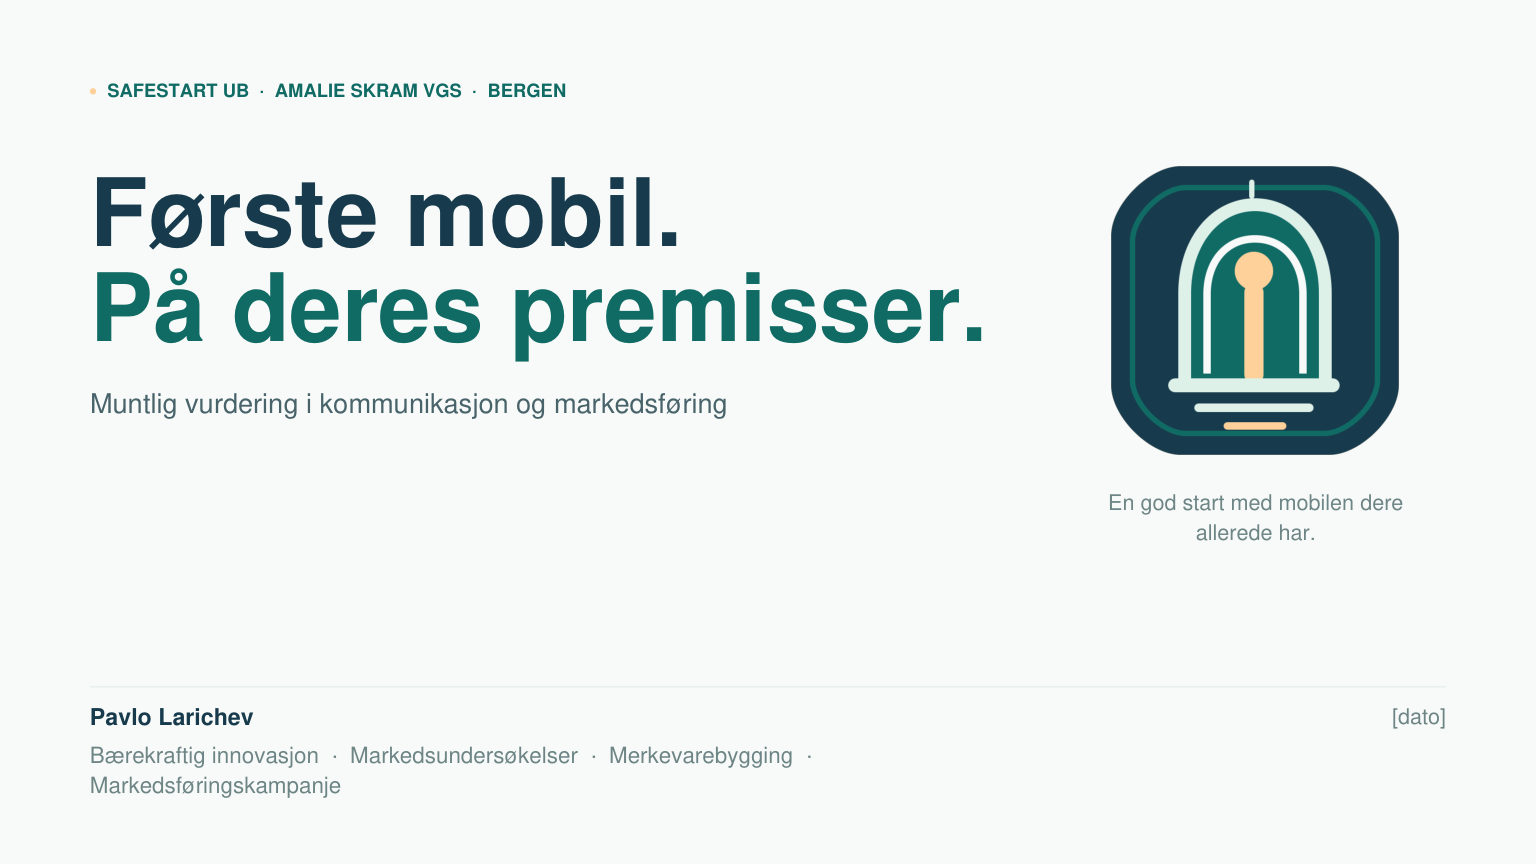 SAFESTART UB · AMALIE SKRAM VGS · BERGEN
Første mobil.
På deres premisser.
Muntlig vurdering i kommunikasjon og markedsføring
En god start med mobilen dere
allerede har.
Pavlo Larichev
[dato]
Bærekraftig innovasjon · Markedsundersøkelser · Merkevarebygging ·
Markedsføringskampanje